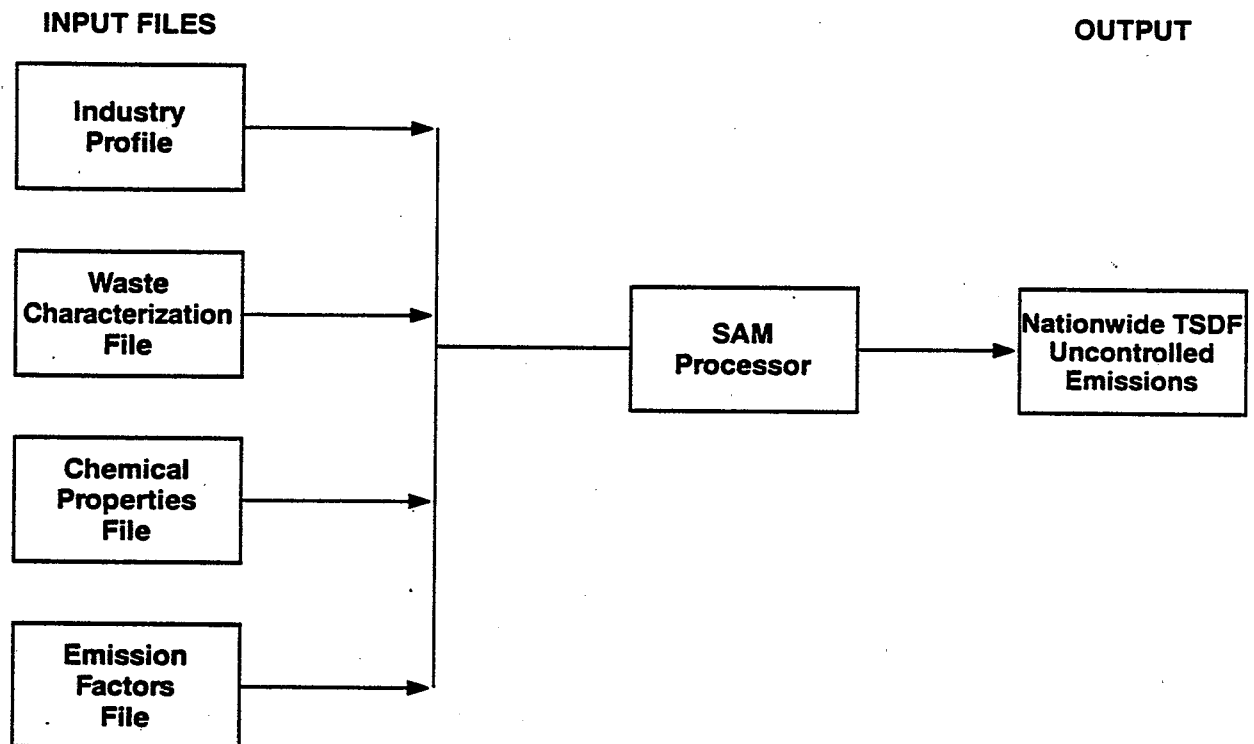 INPUT FILES
OUTPUT
Industry
Profile
Waste
Characterization
File
Chemical
Properties
File
Emission
Factors
File
SAM
Processor
Nationwide TSDF
Uncontrolled
Emissions